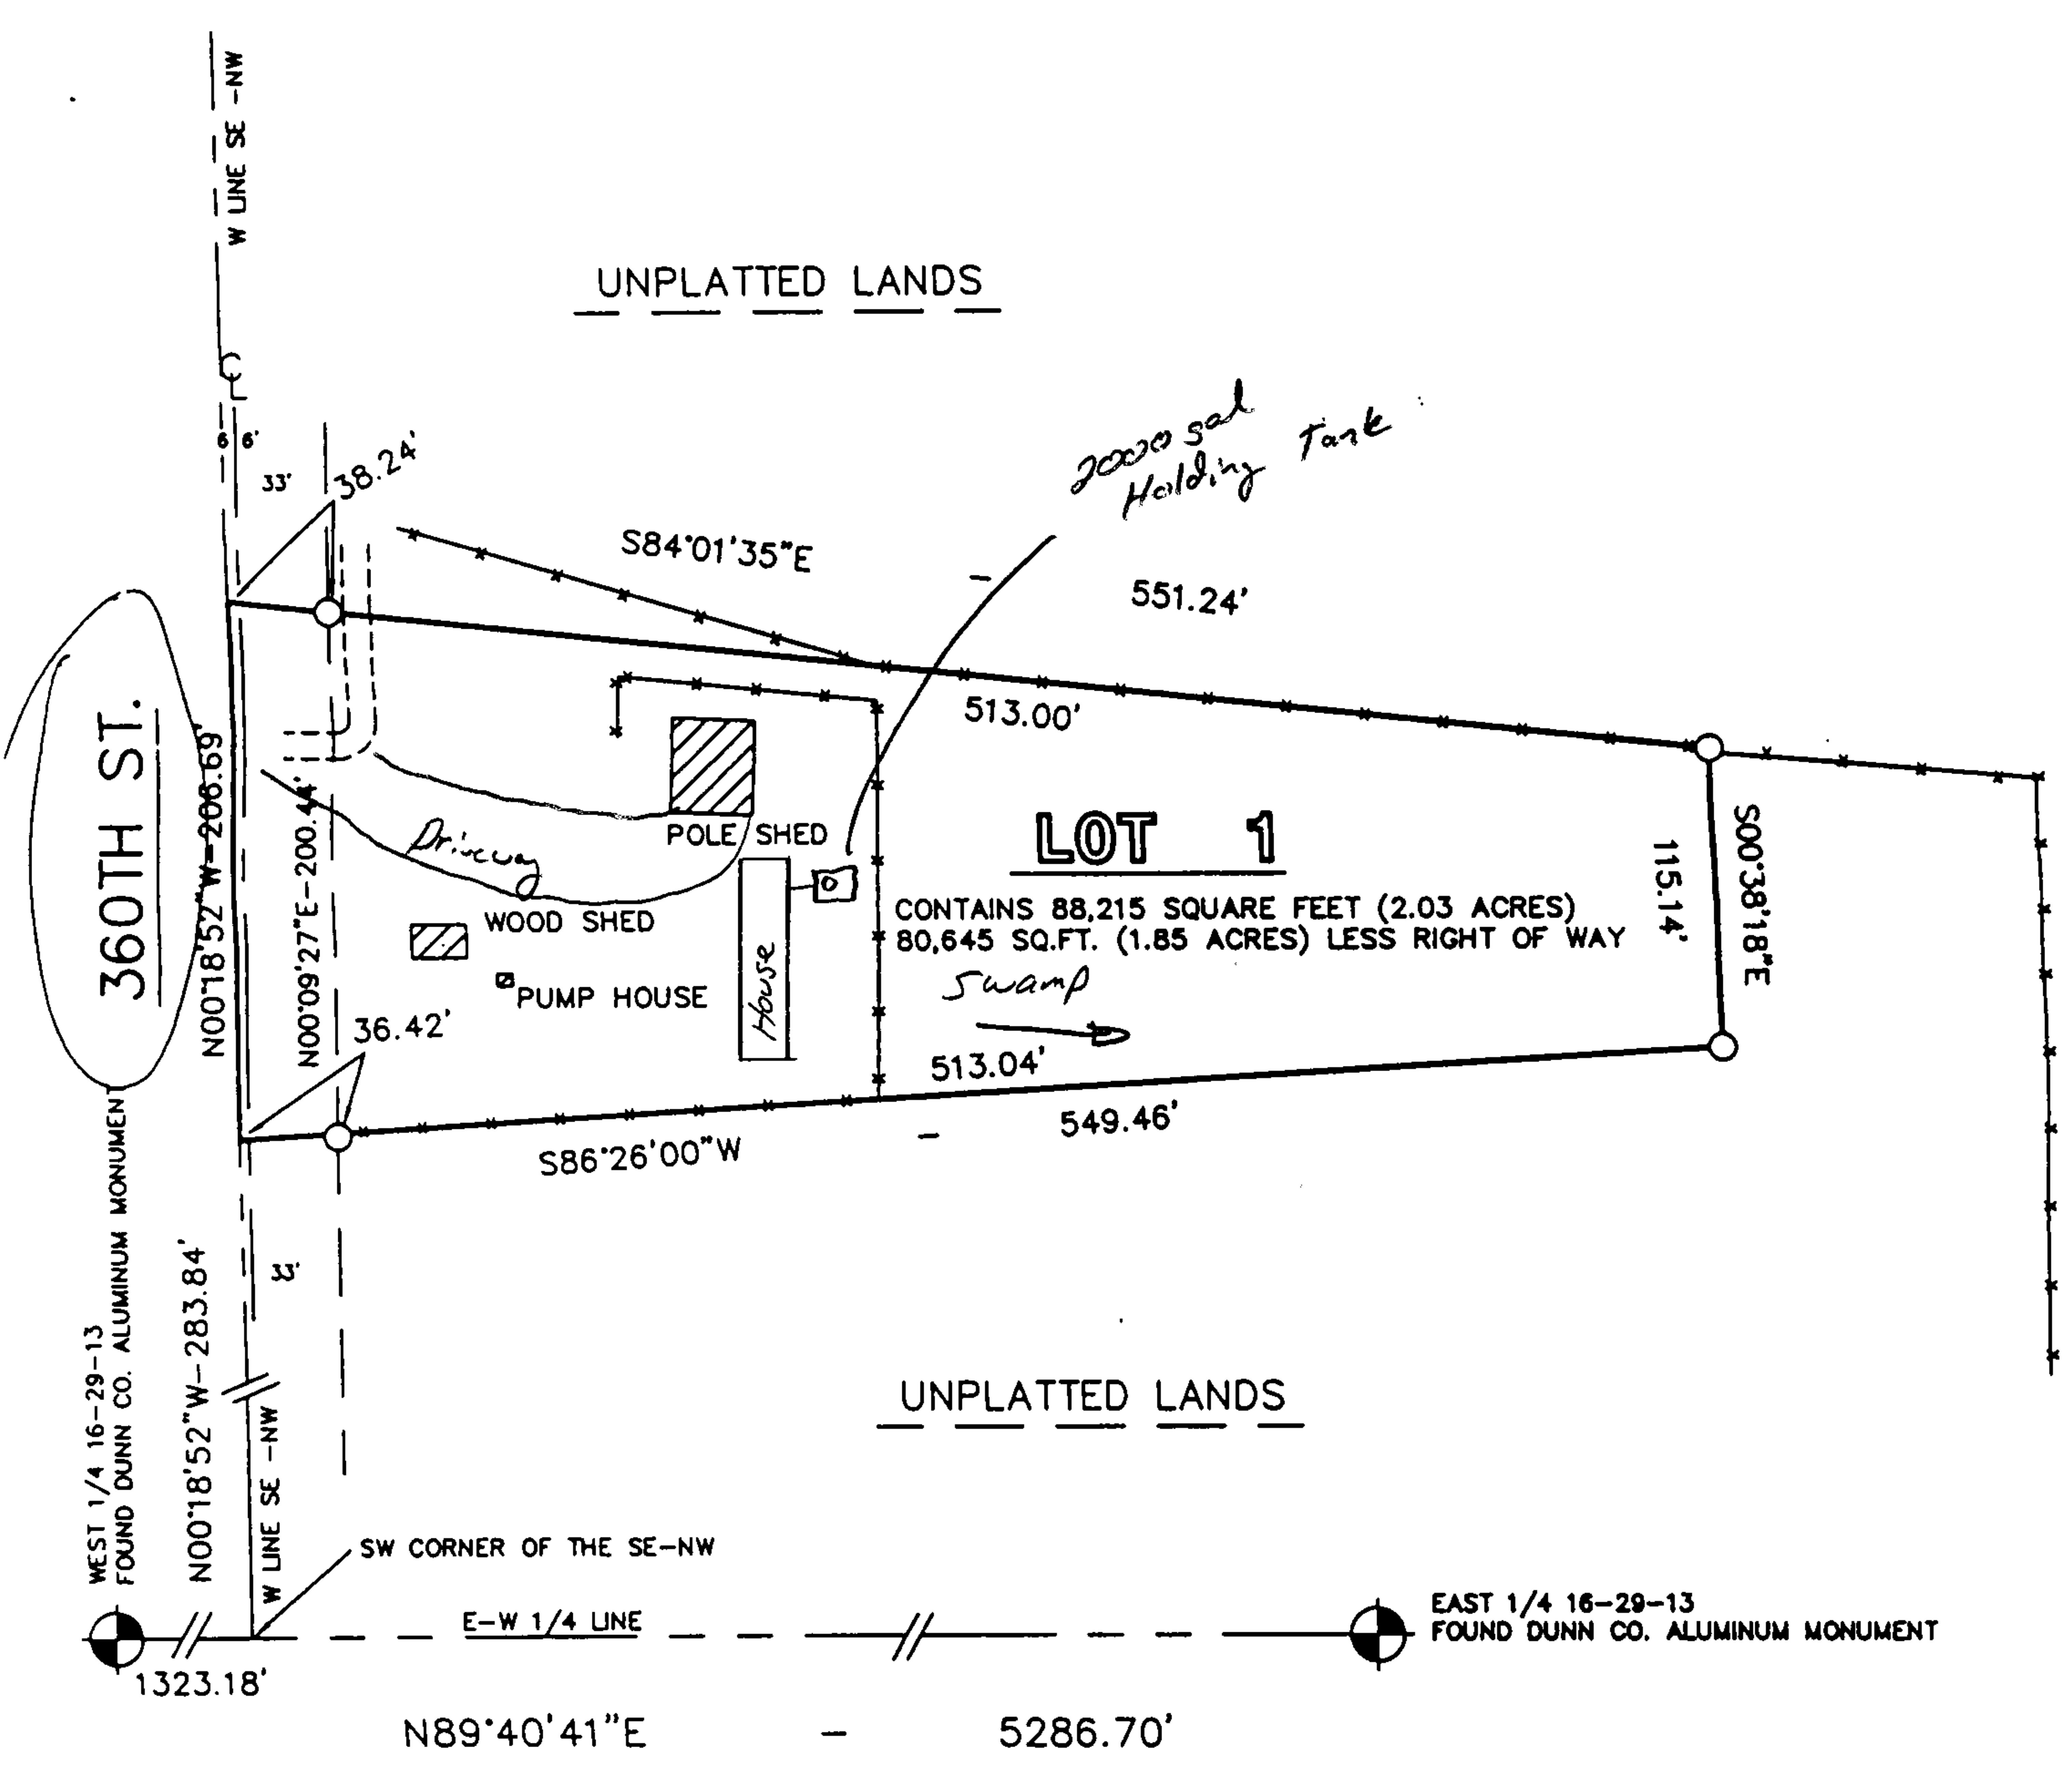 W LINE SE -NW
UNPLATTED LANDS
6 6'
33'
38.24'
2000 gal
Holding Tank
S84°01'35"E
-
551.24'
513.00'
360TH ST.
N00°18'52"W-206.69'
N00°09'27"E-200.44'
Driveway
POLE SHED
LOT 1
CONTAINS 88,215 SQUARE FEET (2.03 ACRES)
80,645 SQ.FT. (1.85 ACRES) LESS RIGHT OF WAY
115.14'
S00°38'18"E
WOOD SHED
PUMP HOUSE
House
Swamp
36.42'
513.04'
S86°26'00"W
-
549.46'
33'
WEST 1/4 16-29-13
FOUND DUNN CO. ALUMINUM MONUMENT
N00°18'52"W-283.84'
W LINE SE -NW
UNPLATTED LANDS
SW CORNER OF THE SE-NW
E-W 1/4 LINE
EAST 1/4 16-29-13
FOUND DUNN CO. ALUMINUM MONUMENT
1323.18'
N89°40'41"E - 5286.70'